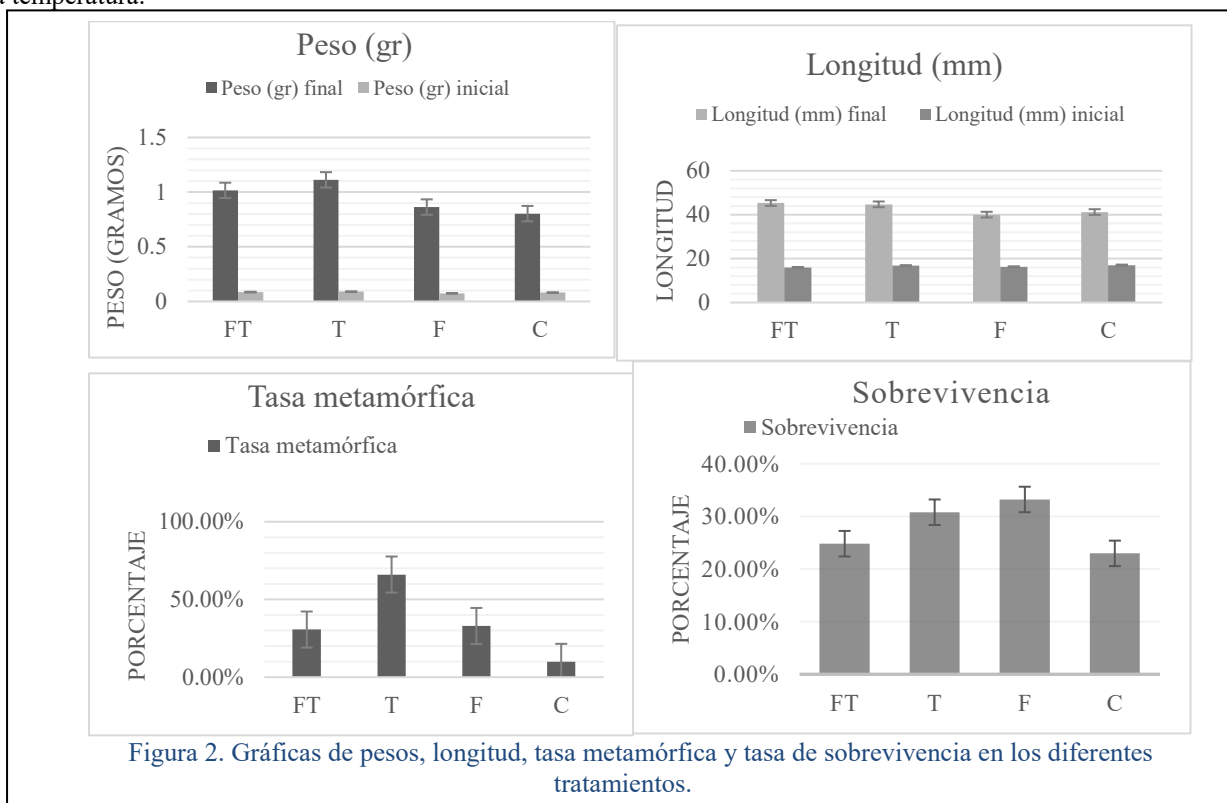 a temperatura.
Peso (gr)
Peso (gr) final Peso (gr) inicial
PESO (GRAMOS)
1.5
1
0.5
0
FT T F C
Longitud (mm)
Longitud (mm) final Longitud (mm) inicial
LONGITUD
60
40
20
0
FT T F C
Tasa metamórfica
Tasa metamórfica
PORCENTAJE
100.00%
50.00%
0.00%
FT T F C
Sobrevivencia
Sobrevivencia
PORCENTAJE
40.00%
30.00%
20.00%
10.00%
0.00%
FT T F C
Figura 2. Gráficas de pesos, longitud, tasa metamórfica y tasa de sobrevivencia en los diferentes
tratamientos.